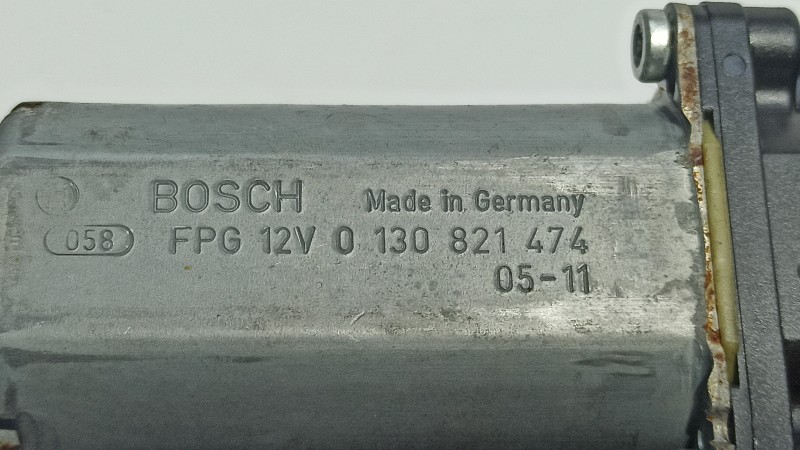 BOSCH Made in Germany
058 FPG 12V 0 130 821 474
05-11